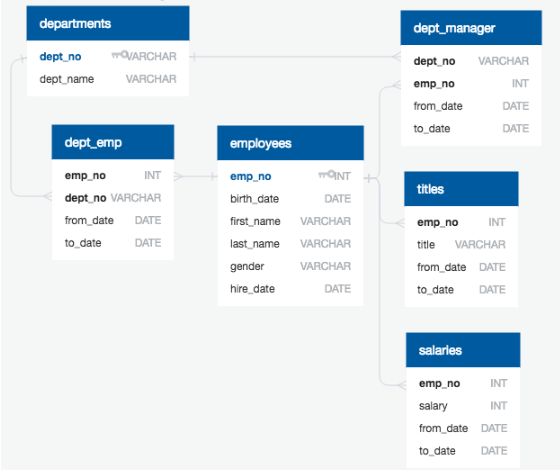 departments
dept_no VARCHAR
dept_name VARCHAR
dept_manager
dept_no VARCHAR
emp_no INT
from_date DATE
to_date DATE
dept_emp
emp_no INT
dept_no VARCHAR
from_date DATE
to_date DATE
employees
emp_no INT
birth_date DATE
first_name VARCHAR
last_name VARCHAR
gender VARCHAR
hire_date DATE
titles
emp_no INT
title VARCHAR
from_date DATE
to_date DATE
salaries
emp_no INT
salary INT
from_date DATE
to_date DATE